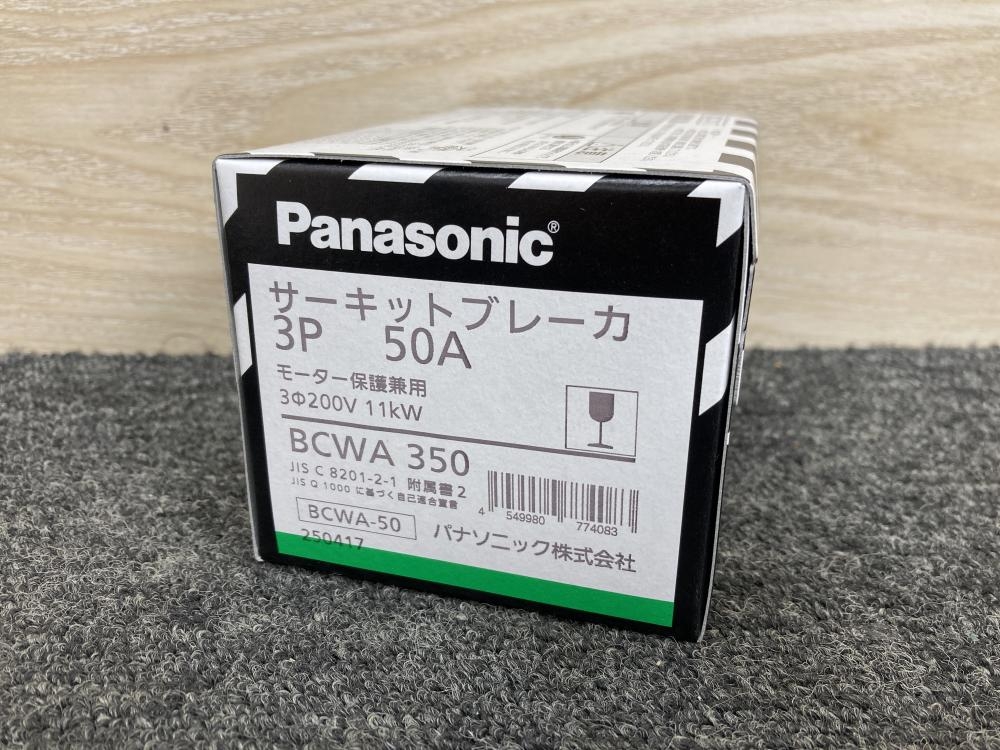 Panasonic®
サーキットブレーカ
3P 50A
モーター保護兼用
3Φ200V 11kW
BCWA 350
JIS C 8201-2-1 附属書2
JIS Q 1000 に基づく自己適合宣言
BCWA-50
4 549980 774083
250417
パナソニック株式会社